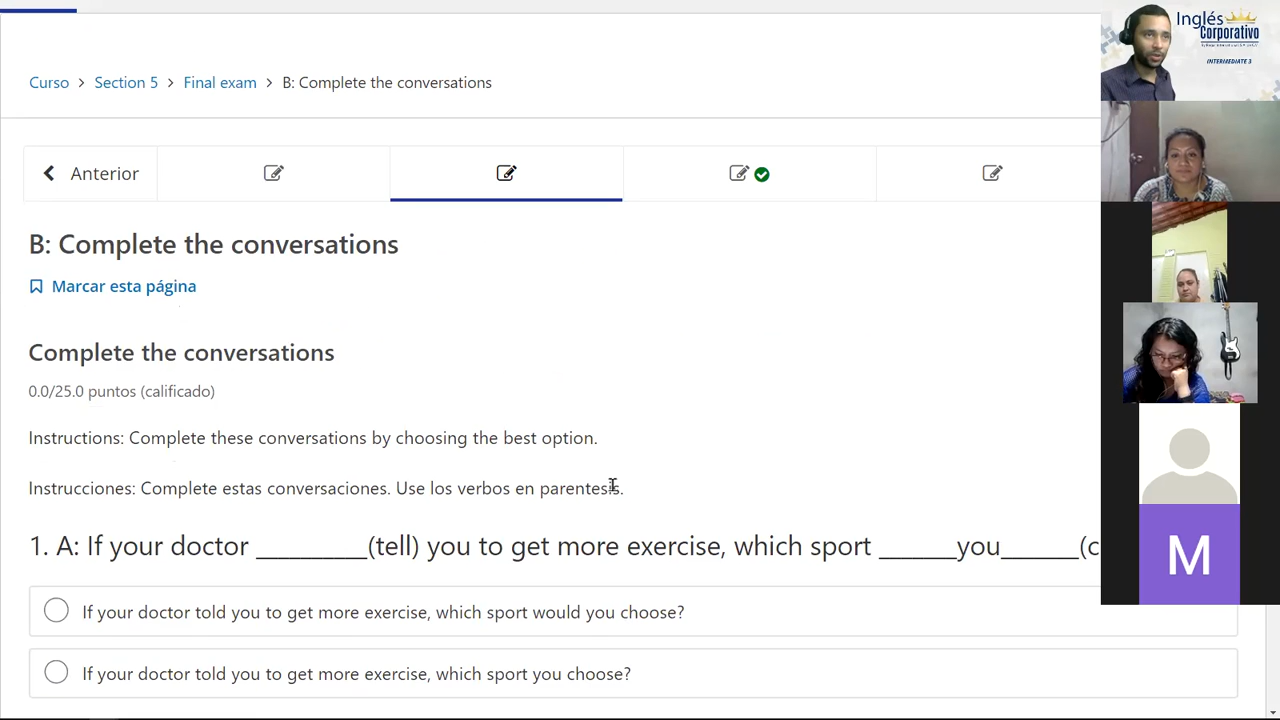 Inglés
Corporativo
INTERMEDIATE 3
Curso > Section 5 > Final exam > B: Complete the conversations
Anterior
B: Complete the conversations
Marcar esta página
Complete the conversations
0.0/25.0 puntos (calificado)
Instructions: Complete these conversations by choosing the best option.
Instrucciones: Complete estas conversaciones. Use los verbos en parentesis.
1. A: If your doctor __________(tell) you to get more exercise, which sport _______you_______(c
If your doctor told you to get more exercise, which sport would you choose?
If your doctor told you to get more exercise, which sport you choose?
M